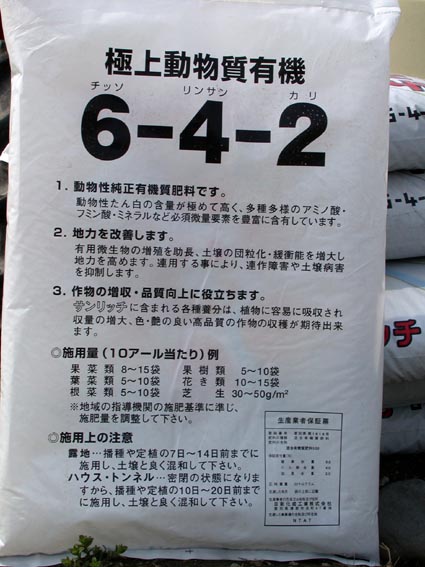 極上動物質有機
チッソ リンサン カリ
6-4-2
1. 動物性純正有機質肥料です。
動物性たん白の含量が極めて高く、多種多様のアミノ酸・
フミン酸・ミネラルなど必須微量要素を豊富に含有しています。
2. 地力を改善します。
有用微生物の増殖を助長、土壌の団粒化・緩衝能を増大し
地力を高めます。連用する事により、連作障害や土壌病害
を抑制します。
3. 作物の増収・品質向上に役立ちます。
サンリッチに含まれる各種養分は、植物に容易に吸収され
収量の増大、色・艶の良い高品質の作物の収穫が期待出来
ます。
◎施用量(10アール当たり)例
果菜類 8〜15袋 果樹類 5〜10袋
葉菜類 5〜10袋 花き類 10〜15袋
根菜類 5〜10袋 芝生 30〜50g/m²
※地域の指導機関の施肥基準に準じ、
施肥量を調整して下さい。
◎施用上の注意
露地…播種や定植の7日〜14日前までに
施用し、土壌と良く混和して下さい。
ハウス・トンネル…密閉の状態になりま
すから、播種や定植の10日〜20日前まで
に施用し、土壌と良く混和して下さい。
生産業者保証票